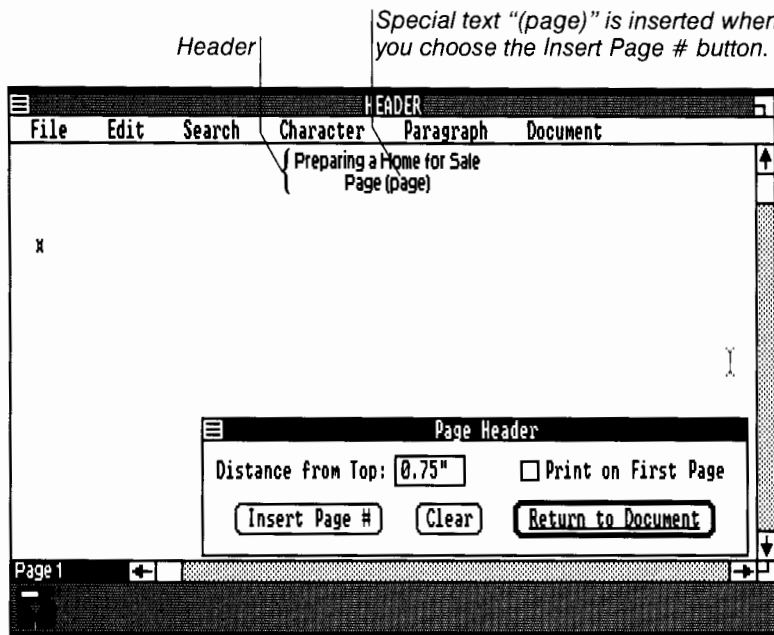 Special text “(page)” is inserted when
Header
you choose the Insert Page # button.
HEADER
File Edit Search Character Paragraph Document
Preparing a Home for Sale
Page (page)
Page Header
Distance from Top: 0.75" Print on First Page
Insert Page # Clear Return to Document
Page 1